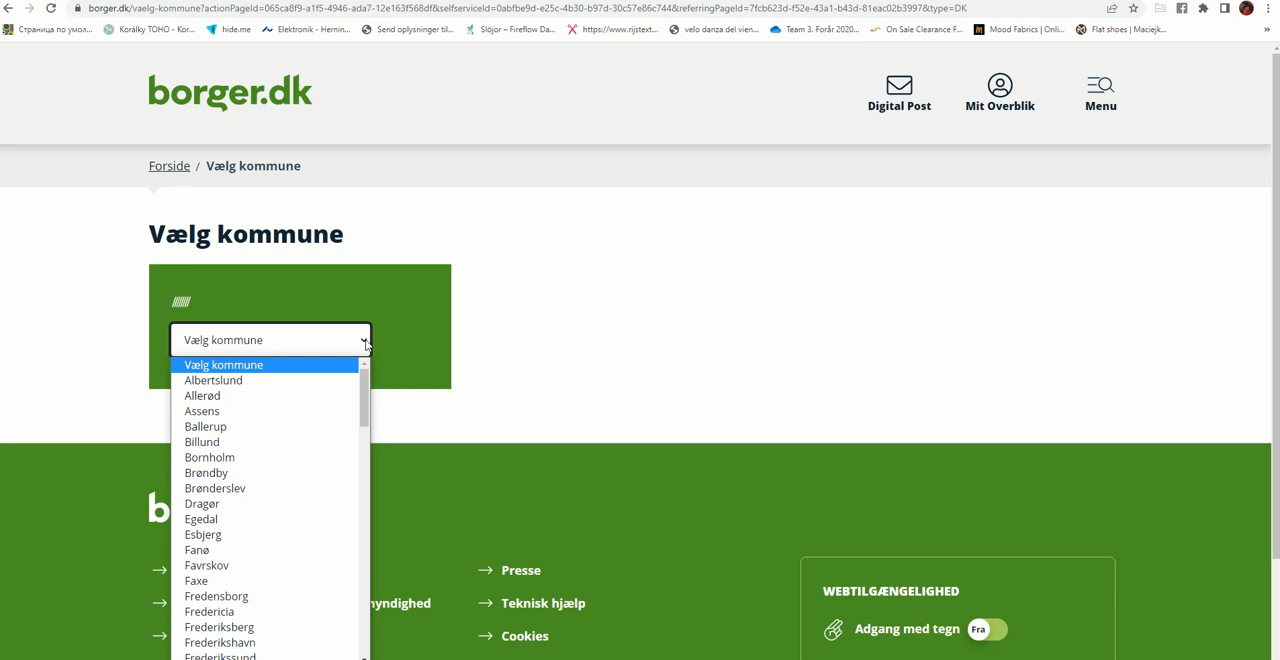 borger.dk/vaelg-kommune?actionPageId=065ca8f9-a1f5-4946-ada7-12e163f568df&selfserviceId=0abfbe9d-e25c-4b30-b97d-30c57e86c744&referringPageId=7fcb623d-f52e-43a1-b43d-81eac02b3997&type=DK
Страница по умол... Korálky TOHO - Kor... hide.me Elektronik - Hernin... Send oplysninger til... Slöjor – Fireflow Da... https://www.rijstext... velo danza del vien... Team 3. Forår 2020... On Sale Clearance F... Mood Fabrics | Onli... Flat shoes | Maciejk... »
borger.dk
Digital Post Mit Overblik Menu
Forside / Vælg kommune
Vælg kommune
Vælg kommune
Vælg kommune
Albertslund
Allerød
Assens
Ballerup
Billund
Bornholm
Brøndby
Brønderslev
Dragør
Egedal
Esbjerg
Fanø
Favrskov
Faxe
Fredensborg
Fredericia
Frederiksberg
Frederikshavn
Frederikssund
Presse
Teknisk hjælp
Cookies
WEBTILGÆNGELIGHED
Adgang med tegn Fra